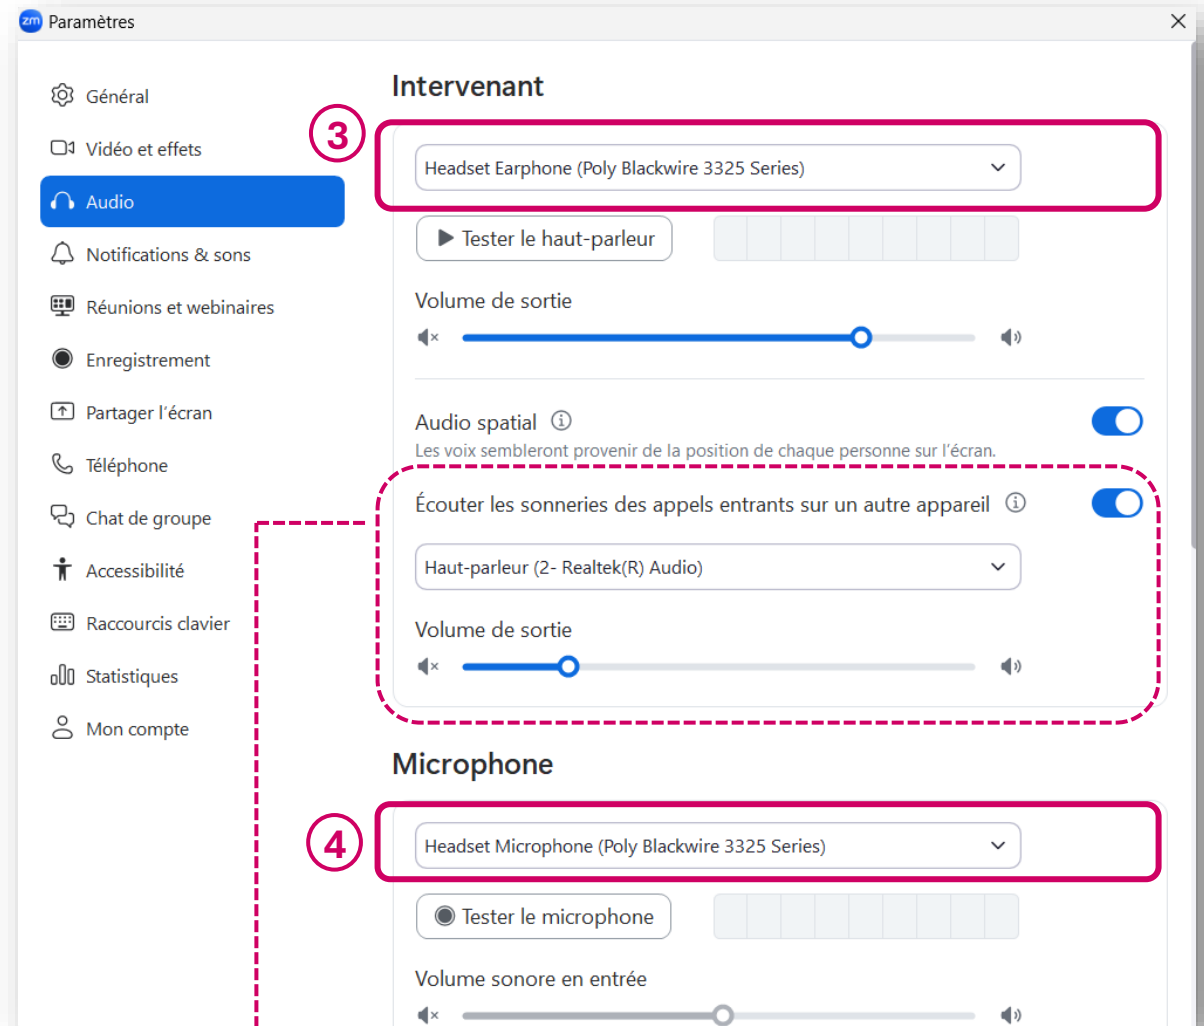 zm Paramètres
Général
Vidéo et effets
Audio
Notifications & sons
Réunions et webinaires
Enregistrement
Partager l'écran
Téléphone
Chat de groupe
Accessibilité
Raccourcis clavier
Statistiques
Mon compte
Intervenant
3
Headset Earphone (Poly Blackwire 3325 Series)
Tester le haut-parleur
Volume de sortie
Audio spatial
Les voix sembleront provenir de la position de chaque personne sur l'écran.
Écouter les sonneries des appels entrants sur un autre appareil
Haut-parleur (2- Realtek(R) Audio)
Volume de sortie
Microphone
4
Headset Microphone (Poly Blackwire 3325 Series)
Tester le microphone
Volume sonore en entrée